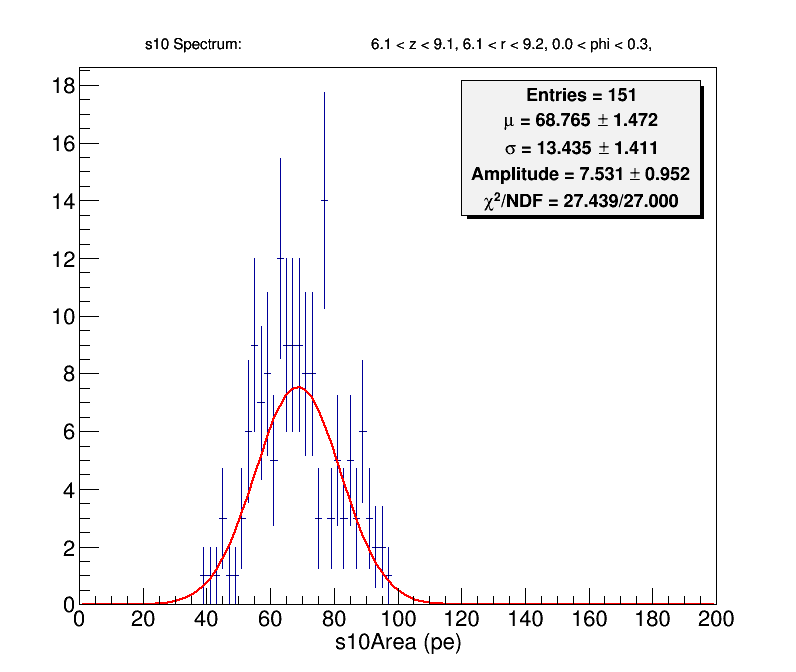 s10 Spectrum: 6.1 < z < 9.1, 6.1 < r < 9.2, 0.0 < phi < 0.3,
Entries = 151
μ = 68.765 ± 1.472
σ = 13.435 ± 1.411
Amplitude = 7.531 ± 0.952
χ²/NDF = 27.439/27.000
18
16
14
12
10
8
6
4
2
0
0 20 40 60 80 100 120 140 160 180 200
s10Area (pe)